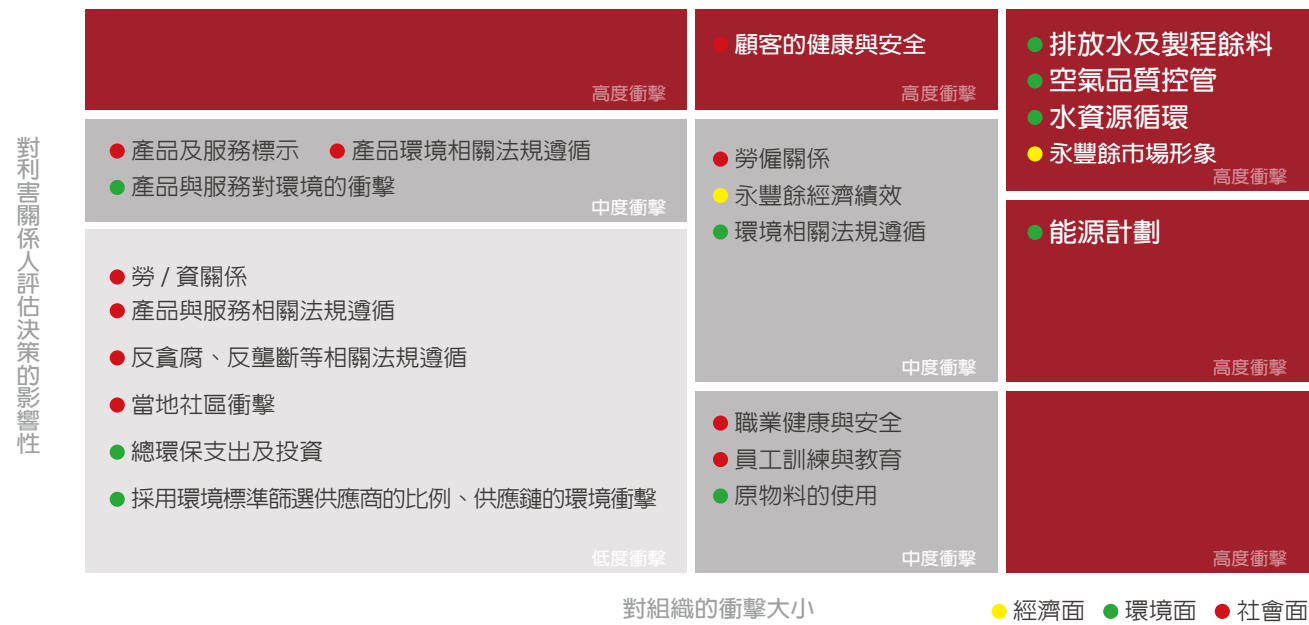 對利害關係人評估決策的影響性
高度衝擊
顧客的健康與安全
高度衝擊
排放水及製程餘料
空氣品質控管
水資源循環
永豐餘市場形象
高度衝擊
產品及服務標示 產品環境相關法規遵循
產品與服務對環境的衝擊
中度衝擊
勞僱關係
永豐餘經濟績效
環境相關法規遵循
中度衝擊
能源計劃
高度衝擊
勞 / 資關係
產品與服務相關法規遵循
反貪腐、反壟斷等相關法規遵循
當地社區衝擊
總環保支出及投資
採用環境標準篩選供應商的比例、供應鏈的環境衝擊
低度衝擊
職業健康與安全
員工訓練與教育
原物料的使用
中度衝擊
高度衝擊
對組織的衝擊大小
經濟面 環境面 社會面